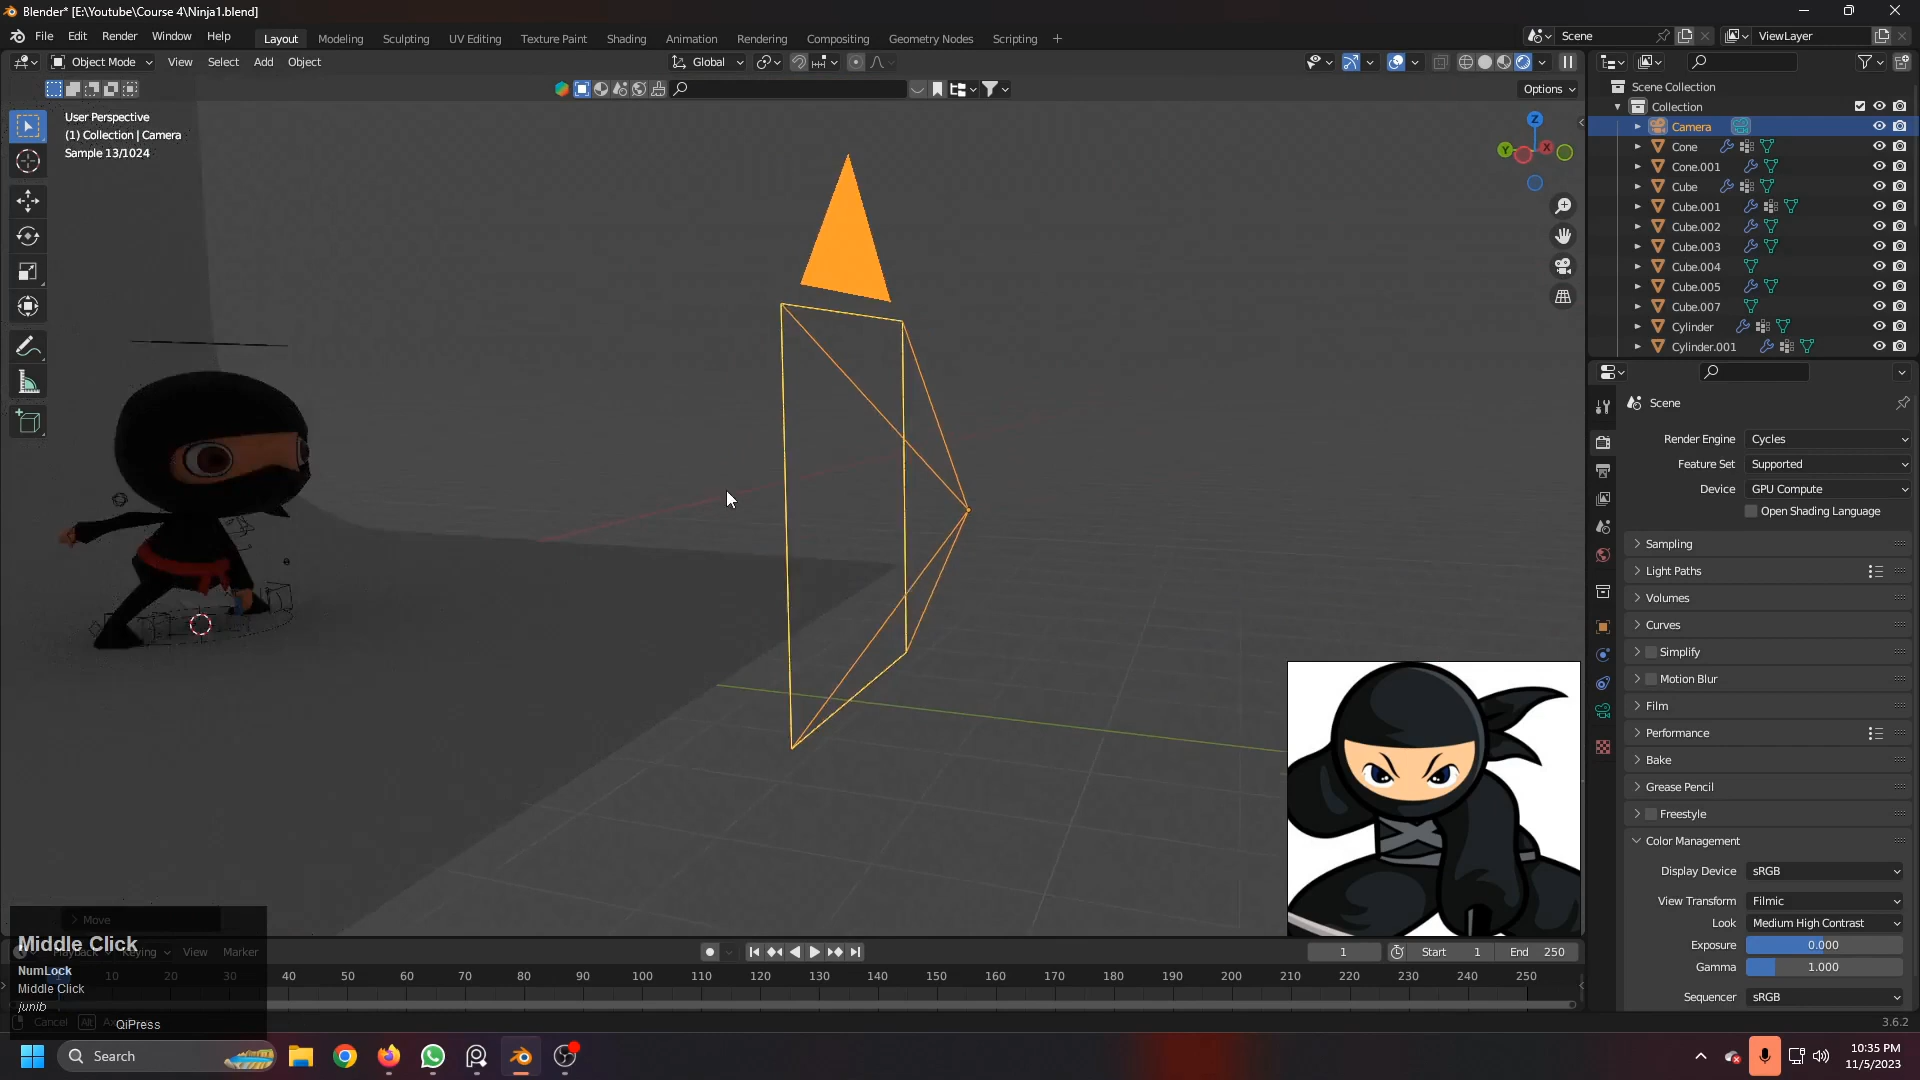 Blender* [E:\Youtube\Course 4\Ninja1.blend]
File Edit Render Window Help Layout Modeling Sculpting UV Editing Texture Paint Shading Animation Rendering Compositing Geometry Nodes Scripting + Scene ViewLayer
Object Mode View Select Add Object Global
Options
User Perspective
(1) Collection | Camera
Sample 13/1024
Z
Y X
Scene Collection
Collection
Camera
Cone
Cone.001
Cube
Cube.001
Cube.002
Cube.003
Cube.004
Cube.005
Cube.007
Cylinder
Cylinder.001
Scene
Render Engine Cycles
Feature Set Supported
Device GPU Compute
Open Shading Language
Sampling
Light Paths
Volumes
Curves
Simplify
Motion Blur
Film
Performance
Bake
Grease Pencil
Freestyle
Color Management
Display Device sRGB
View Transform Filmic
Look Medium High Contrast
Exposure 0.000
Gamma 1.000
Sequencer sRGB
Move
Middle Click
Playback Keying View Marker 1 Start 1 End 250
NumLock
10 20 30 40 50 60 70 80 90 100 110 120 130 140 150 160 170 180 190 200 210 220 230 240 250
Middle Click
junib
Cancel Alt
QiPress
3.6.2
Search
10:35 PM
11/5/2023